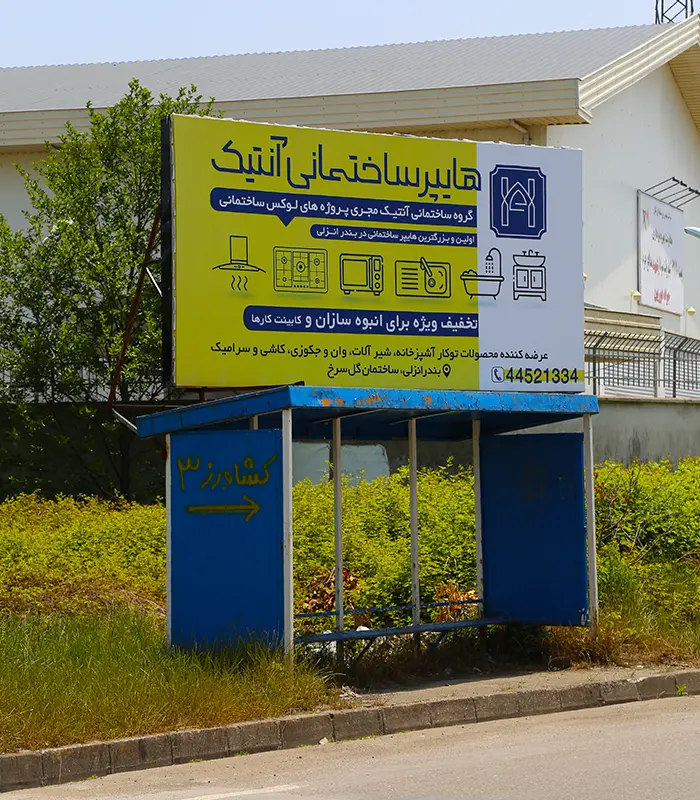 هایپرساختمانی آنتیک
گروه ساختمانی آنتیک مجری پروژه های لوکس ساختمانی
اولین و بزرگترین هایپر ساختمانی در بندر انزلی
تخفیف ویژه برای انبوه سازان و کابینت کارها
عرضه کننده محصولات توکار آشپزخانه، شیر آلات، وان و جکوزی، کاشی و سرامیک
بندرانزلی، ساختمان گل سرخ
44521334
کشاورز ۳